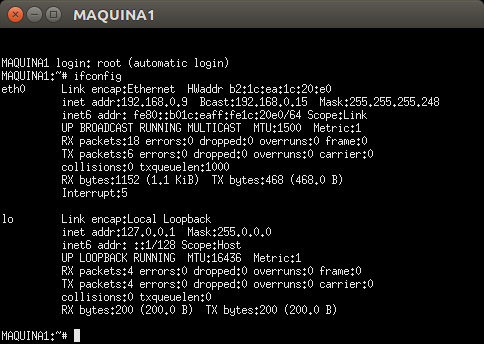 MAQUINA1
MAQUINA1 login: root (automatic login)
MAQUINA1:~# ifconfig
eth0      Link encap:Ethernet  HWaddr b2:1c:ea:1c:20:e0
          inet addr:192.168.0.9  Bcast:192.168.0.15  Mask:255.255.255.248
          inet6 addr: fe80::b01c:eaff:fe1c:20e0/64 Scope:Link
          UP BROADCAST RUNNING MULTICAST  MTU:1500  Metric:1
          RX packets:18 errors:0 dropped:0 overruns:0 frame:0
          TX packets:6 errors:0 dropped:0 overruns:0 carrier:0
          collisions:0 txqueuelen:1000
          RX bytes:1152 (1.1 KiB)  TX bytes:468 (468.0 B)
          Interrupt:5
lo        Link encap:Local Loopback
          inet addr:127.0.0.1  Mask:255.0.0.0
          inet6 addr: ::1/128 Scope:Host
          UP LOOPBACK RUNNING  MTU:16436  Metric:1
          RX packets:4 errors:0 dropped:0 overruns:0 frame:0
          TX packets:4 errors:0 dropped:0 overruns:0 carrier:0
          collisions:0 txqueuelen:0
          RX bytes:200 (200.0 B)  TX bytes:200 (200.0 B)
MAQUINA1:~#